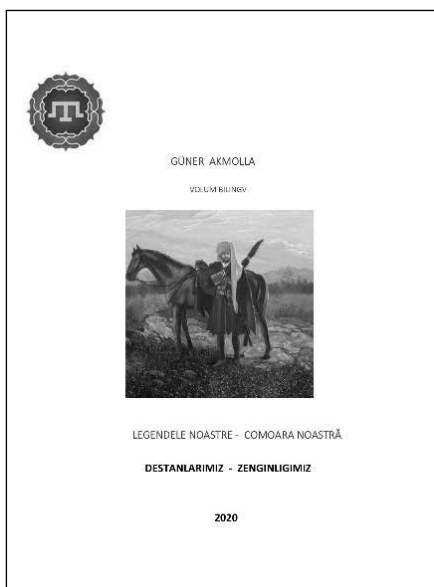 GÜNER AKMOLLA
VOLUM BILINGV
LEGENDELE NOASTRE - COMOARA NOASTRĂ
DESTANLARIMIZ - ZENGINLIGIMIZ
2020